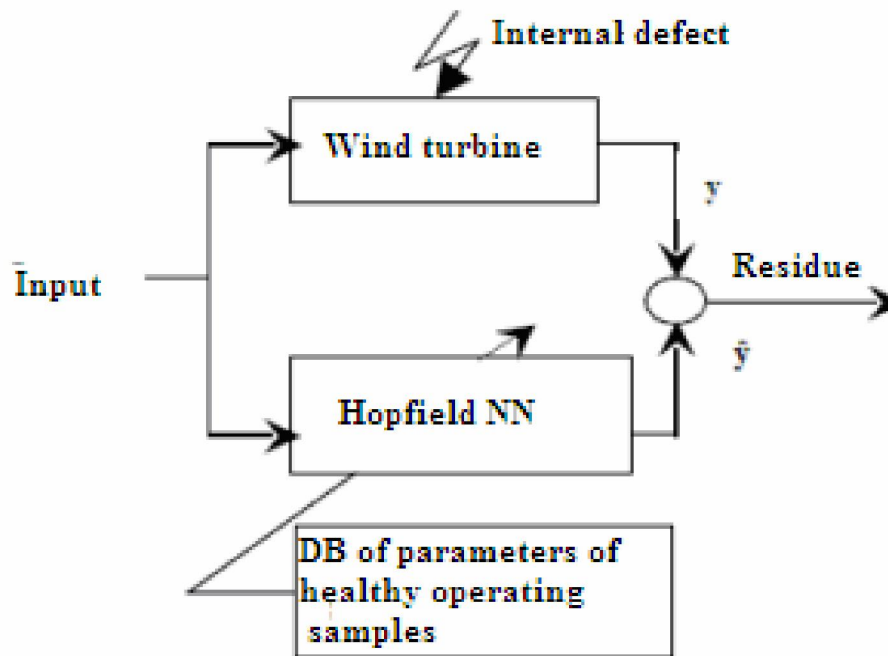 Internal defect
Wind turbine
y
Input
Residue
ŷ
Hopfield NN
DB of parameters of
healthy operating
samples